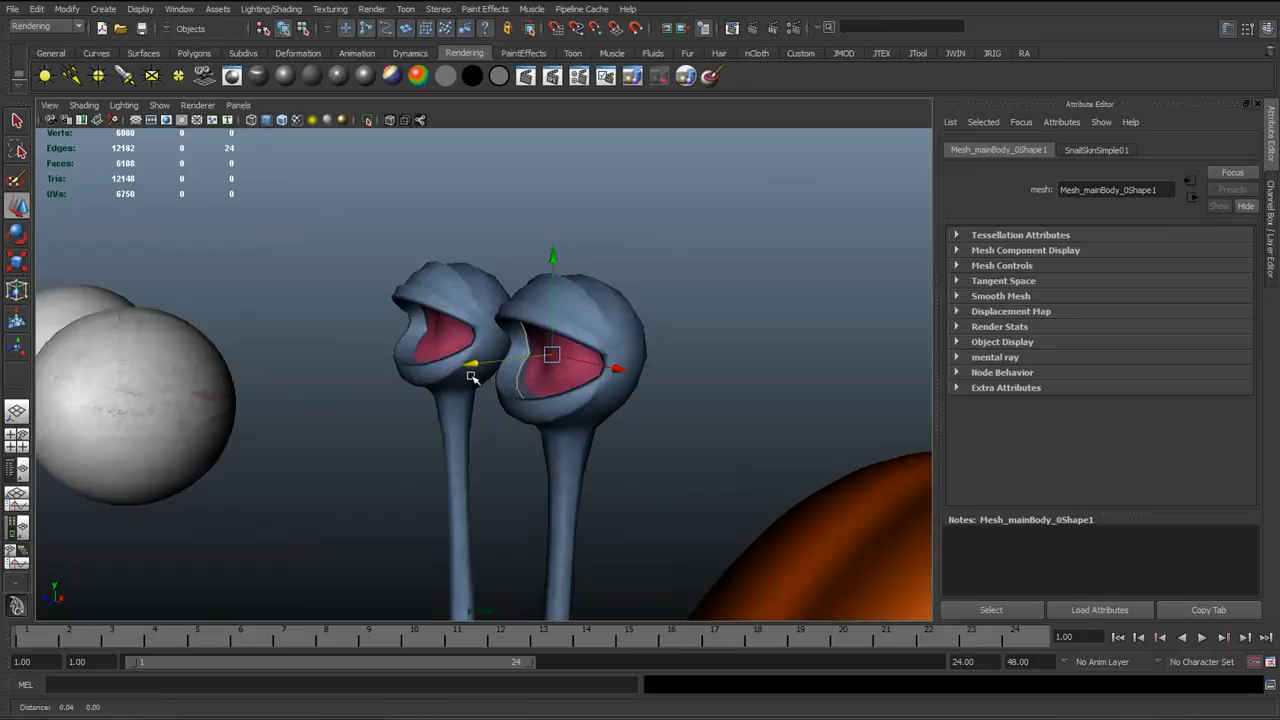 File Edit Modify Create Display Window Assets Lighting/Shading Texturing Render Toon Stereo Paint Effects Muscle Pipeline Cache Help
Rendering Objects
General Curves Surfaces Polygons Subdivs Deformation Animation Dynamics Rendering PaintEffects Toon Muscle Fluids Fur Hair nCloth Custom JMOD JTEX JTool JWIN JRIG RA
View Shading Lighting Show Renderer Panels
Attribute Editor
List Selected Focus Attributes Show Help
Verts: 6080 0 0
Edges: 12182 0 24
Faces: 6108 0 0
Tris: 12148 0 0
UVs: 6750 0 0
Mesh_mainBody_0Shape1 SnailSkinSimple01
Focus
mesh: Mesh_mainBody_0Shape1
Presets
Show Hide
Tessellation Attributes
Mesh Component Display
Mesh Controls
Tangent Space
Smooth Mesh
Displacement Map
Render Stats
Object Display
mental ray
Node Behavior
Extra Attributes
Notes: Mesh_mainBody_0Shape1
Select Load Attributes Copy Tab
Attribute Editor
Channel Box / Layer Editor
y
x
persp
1 2 3 4 5 6 7 8 9 10 11 12 13 14 15 16 17 18 19 20 21 22 23 24 1.00
1.00 1.00 1 24 24.00 48.00 No Anim Layer No Character Set
MEL
Distance: 0.04 0.00